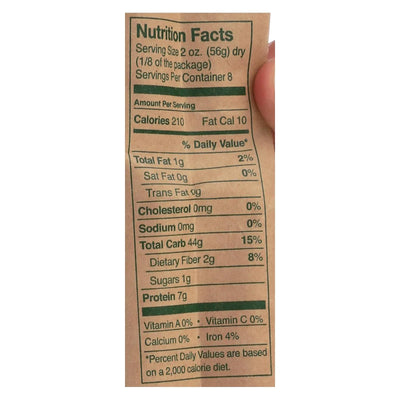 Nutrition Facts
Serving Size 2 oz. (56g) dry
(1/8 of the package)
Servings Per Container 8
Amount Per Serving
Calories 210 Fat Cal 10
% Daily Value*
Total Fat 1g 2%
Sat Fat 0g 0%
Trans Fat 0g
Cholesterol 0mg 0%
Sodium 0mg 0%
Total Carb 44g 15%
Dietary Fiber 2g 8%
Sugars 1g
Protein 7g
Vitamin A 0% • Vitamin C 0%
Calcium 0% • Iron 4%
*Percent Daily Values are based
on a 2,000 calorie diet.